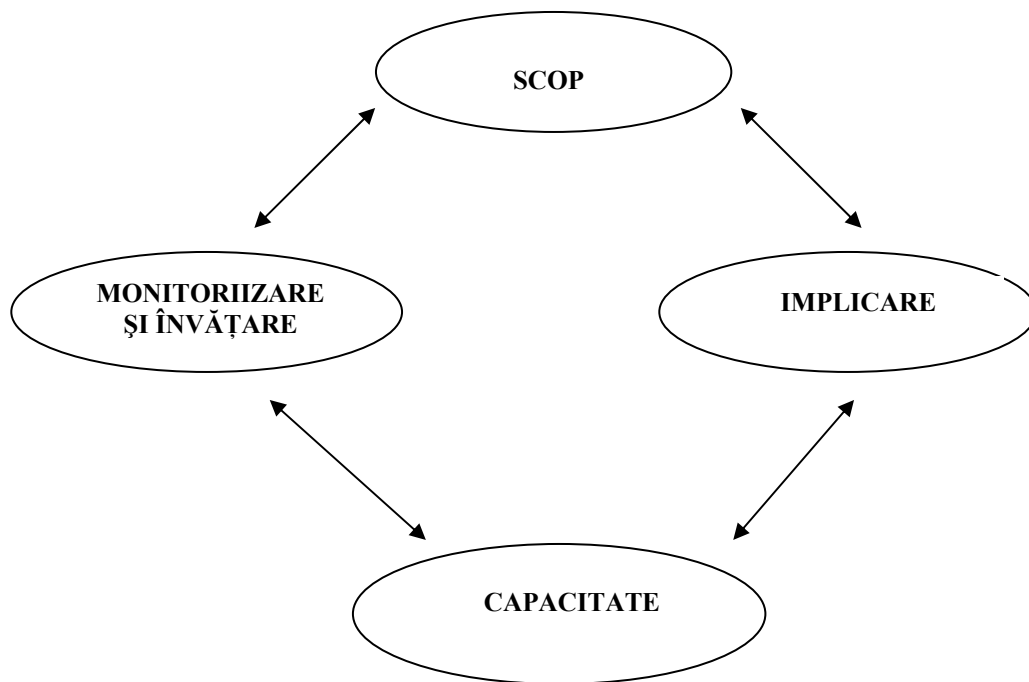 SCOP
MONITORIIZARE
ŞI ÎNVĂȚARE
IMPLICARE
CAPACITATE